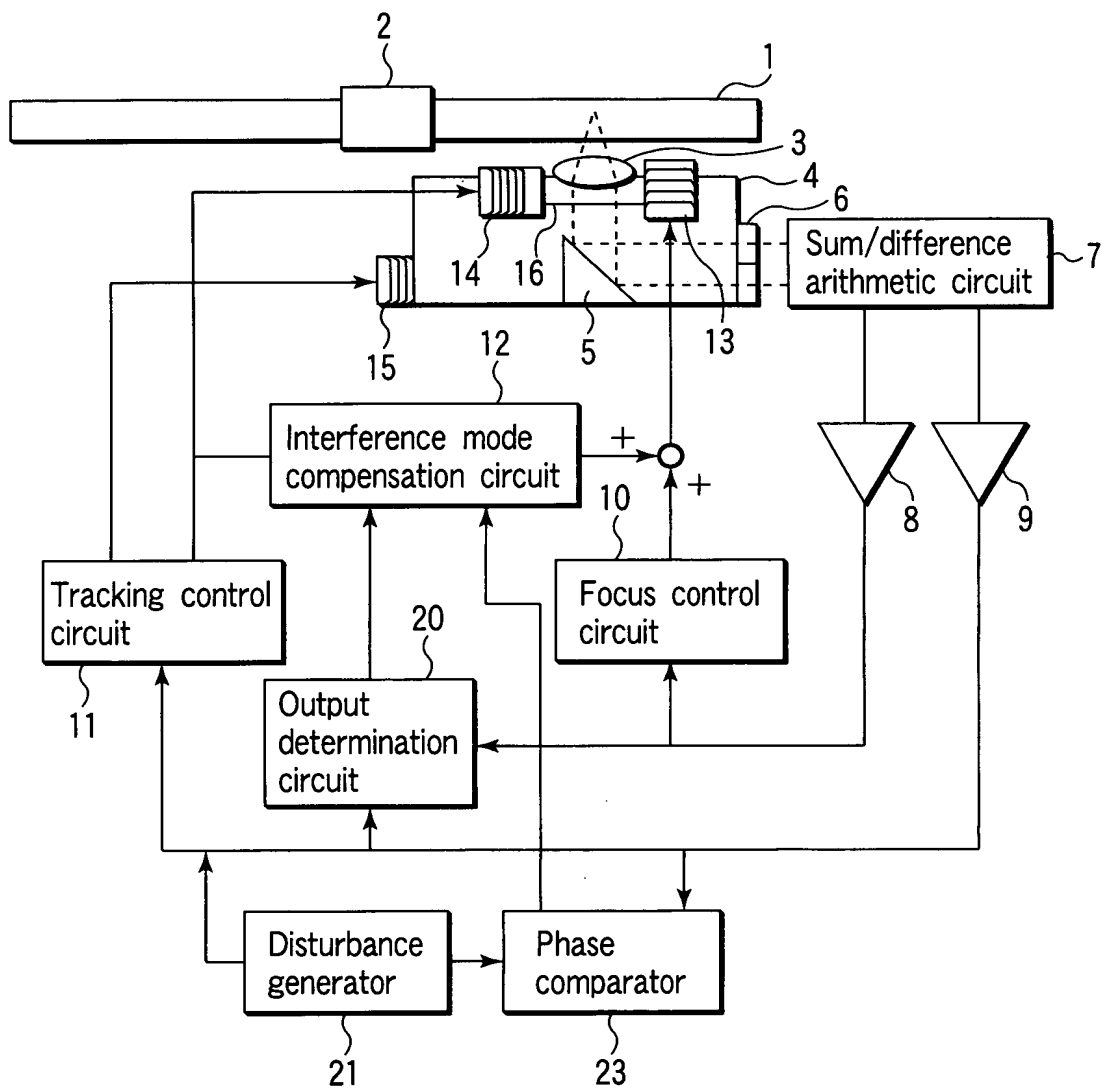 2
1
3
4
6
Sum/difference
arithmetic circuit
7
14
16
13
15
5
12
Interference mode
compensation circuit
+
+
8
9
10
Tracking control
circuit
Focus control
circuit
11
20
Output
determination
circuit
Disturbance
generator
Phase
comparator
21
23